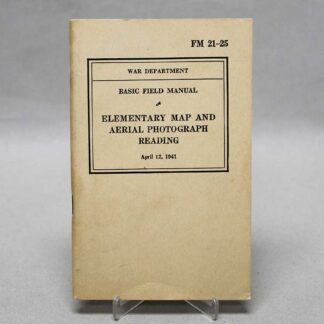 FM 21-25
WAR DEPARTMENT
BASIC FIELD MANUAL
ELEMENTARY MAP AND
AERIAL PHOTOGRAPH
READING
April 12, 1941